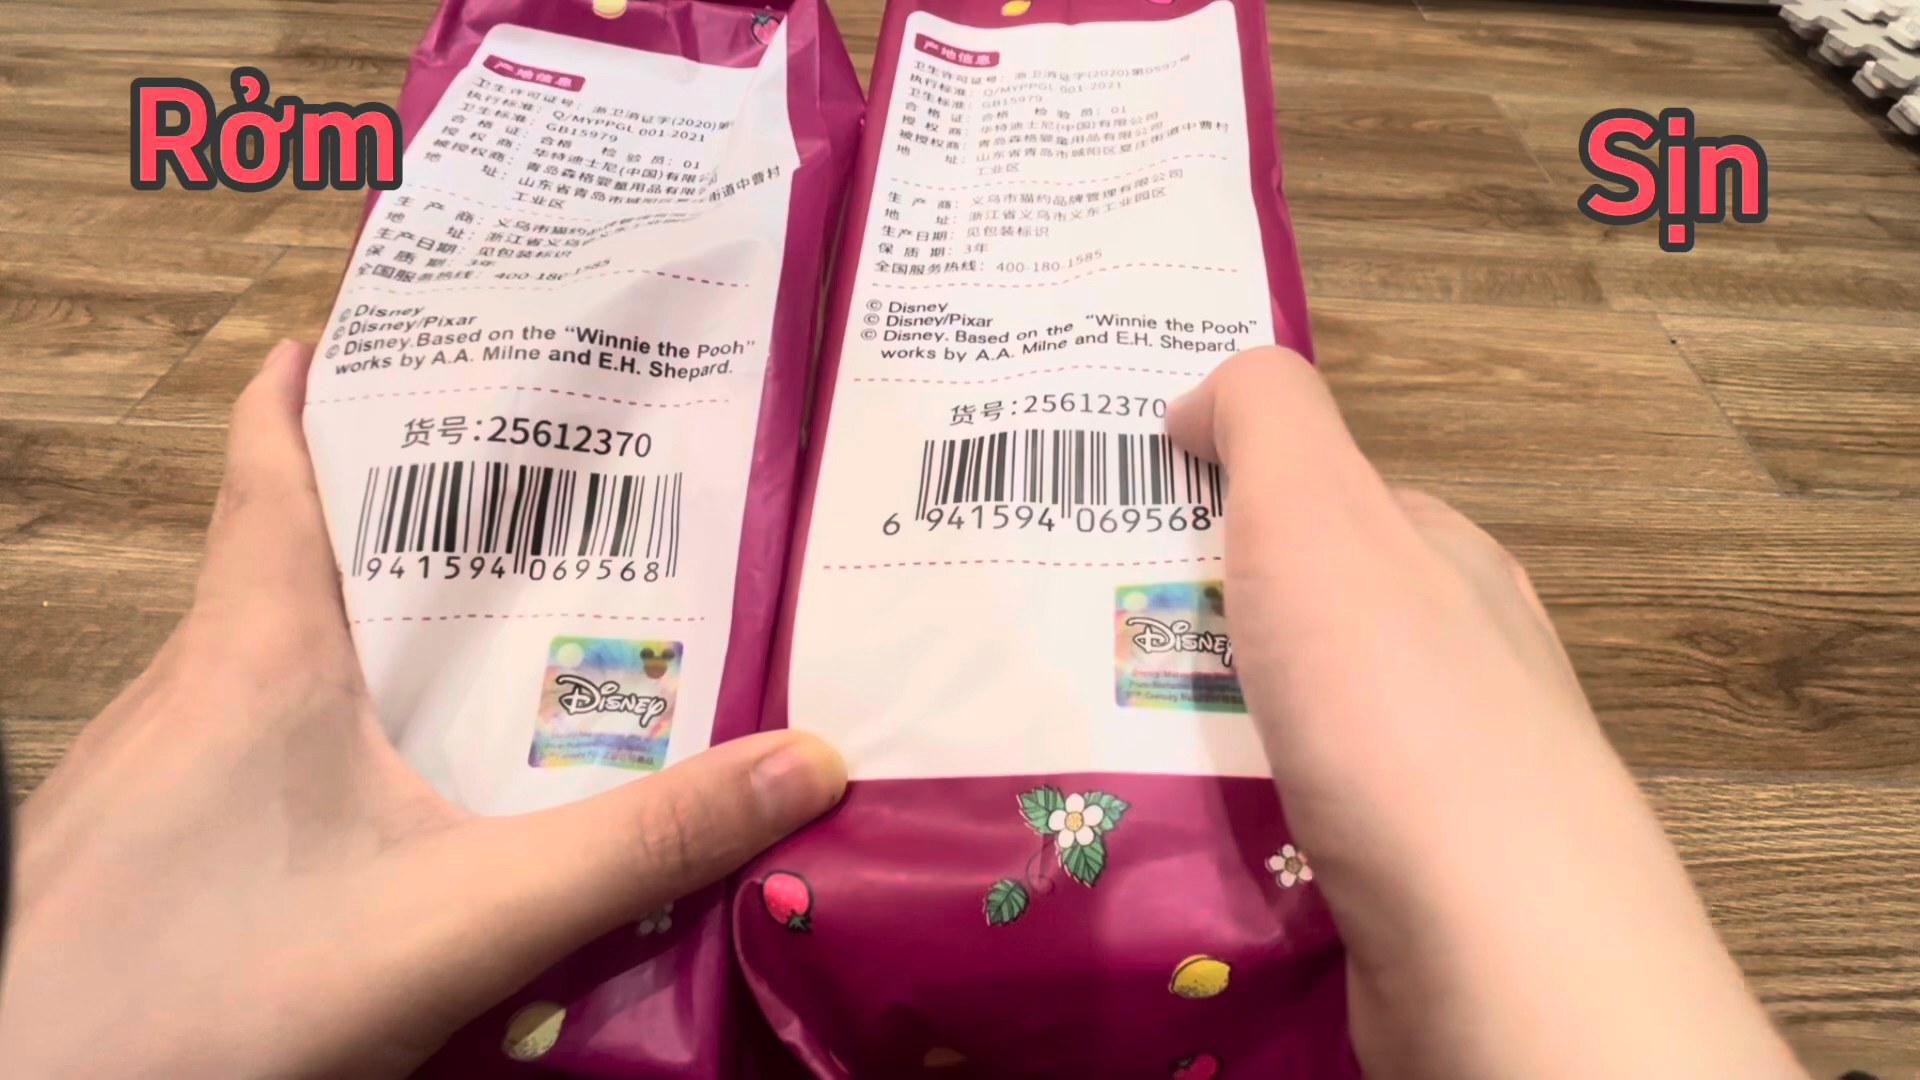 Rởm
Sịn
产地信息
卫生许可证号：浙卫消证字(2020)第
执行标准：Q/MYPPGL 001-2021
卫生标准：GB15979
合格证：合格 检验员：01
授权商：华特迪士尼(中国)有限
被授权商：青岛森格婴童用品有限
地址：山东省青岛市城阳区夏庄街道中曹村
工业区
生产商：义乌市猫约品牌管理有限
地址：浙江省义乌
生产日期：见包装标识
保质期：3年
全国服务热线：400-180-1585
© Disney
© Disney/Pixar
© Disney. Based on the “Winnie the Pooh”
works by A.A. Milne and E.H. Shepard.
货号:25612370
941594 069568
Disney
产地信息
卫生许可证号：浙卫消证字(2020)第0597号
执行标准：Q/MYPPGL 001-2021
卫生标准：GB15979
合格证：合格 检验员：01
授权商：华特迪士尼(中国)有限公司
被授权商：青岛森格婴童用品有限公司
地址：山东省青岛市城阳区夏庄街道中曹村
工业区
生产商：义乌市猫约品牌管理有限公司
地址：浙江省义乌市义东工业园区
生产日期：见包装标识
保质期：3年
全国服务热线：400-180-1585
© Disney
© Disney/Pixar
© Disney. Based on the “Winnie the Pooh”
works by A.A. Milne and E.H. Shepard.
货号:25612370
6 941594 069568
Disney